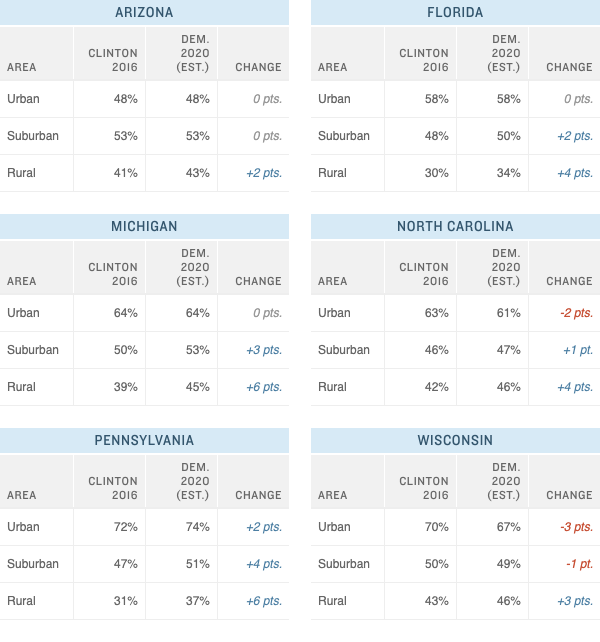 ARIZONA
AREA CLINTON 2016 DEM. 2020 (EST.) CHANGE
Urban 48% 48% 0 pts.
Suburban 53% 53% 0 pts.
Rural 41% 43% +2 pts.
FLORIDA
AREA CLINTON 2016 DEM. 2020 (EST.) CHANGE
Urban 58% 58% 0 pts.
Suburban 48% 50% +2 pts.
Rural 30% 34% +4 pts.
MICHIGAN
AREA CLINTON 2016 DEM. 2020 (EST.) CHANGE
Urban 64% 64% 0 pts.
Suburban 50% 53% +3 pts.
Rural 39% 45% +6 pts.
NORTH CAROLINA
AREA CLINTON 2016 DEM. 2020 (EST.) CHANGE
Urban 63% 61% -2 pts.
Suburban 46% 47% +1 pt.
Rural 42% 46% +4 pts.
PENNSYLVANIA
AREA CLINTON 2016 DEM. 2020 (EST.) CHANGE
Urban 72% 74% +2 pts.
Suburban 47% 51% +4 pts.
Rural 31% 37% +6 pts.
WISCONSIN
AREA CLINTON 2016 DEM. 2020 (EST.) CHANGE
Urban 70% 67% -3 pts.
Suburban 50% 49% -1 pt.
Rural 43% 46% +3 pts.